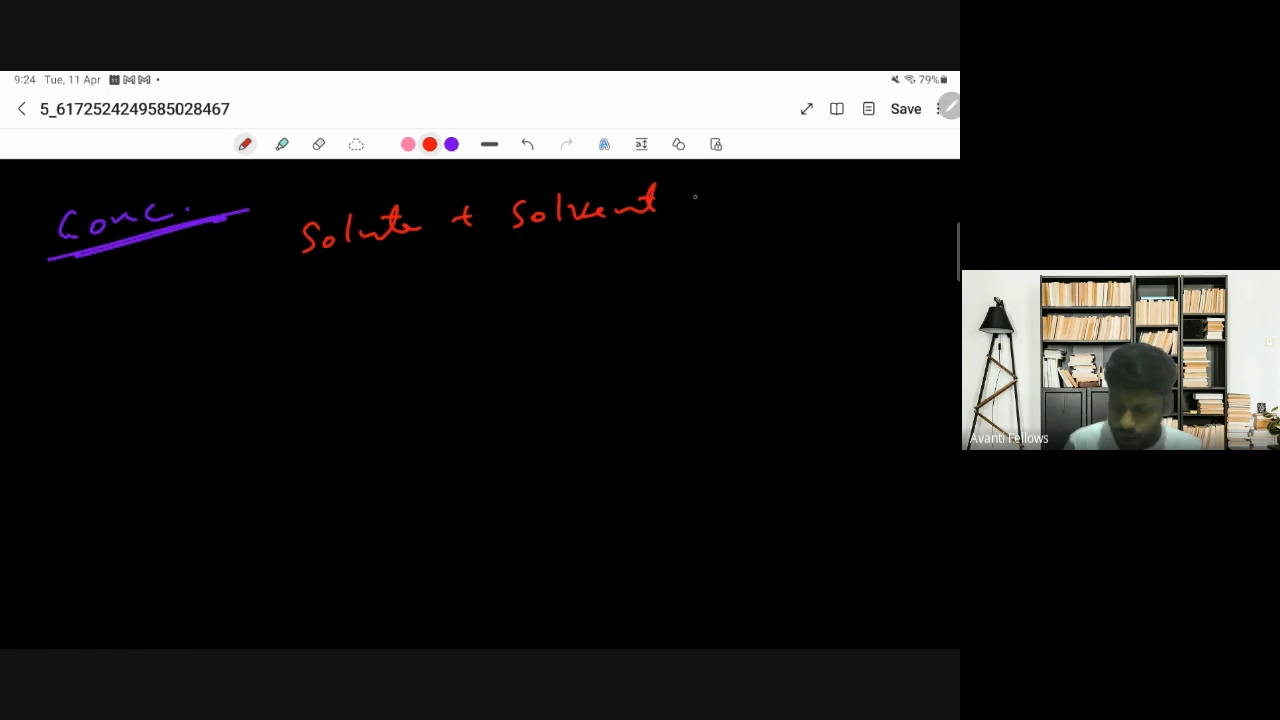 9:24 Tue, 11 Apr
79%
5_6172524249585028467
Save
Conc.
Solute + Solvent
Avanti Fellows